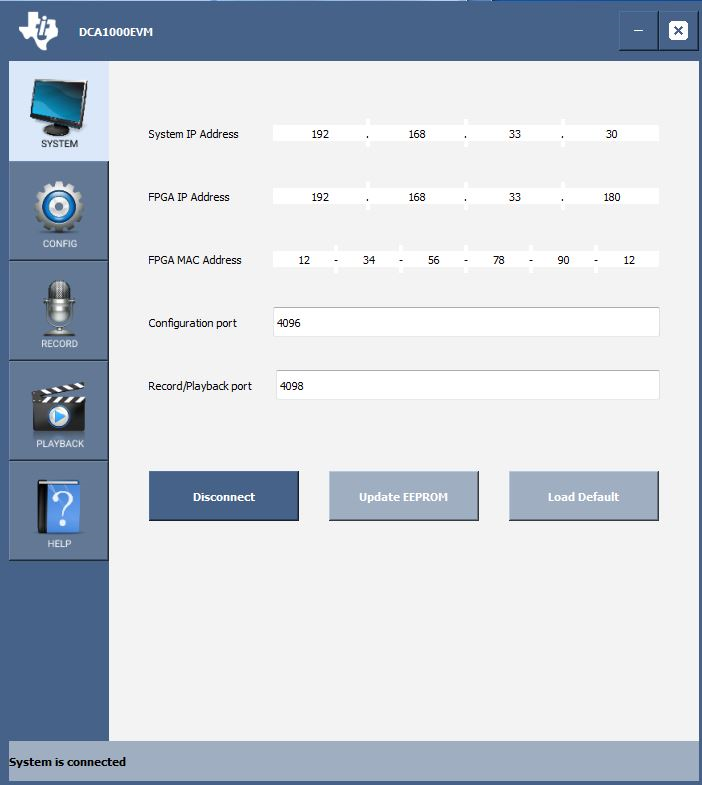 DCA1000EVM
SYSTEM
CONFIG
RECORD
PLAYBACK
HELP
System IP Address 192 . 168 . 33 . 30
FPGA IP Address 192 . 168 . 33 . 180
FPGA MAC Address 12 - 34 - 56 - 78 - 90 - 12
Configuration port 4096
Record/Playback port 4098
Disconnect Update EEPROM Load Default
System is connected